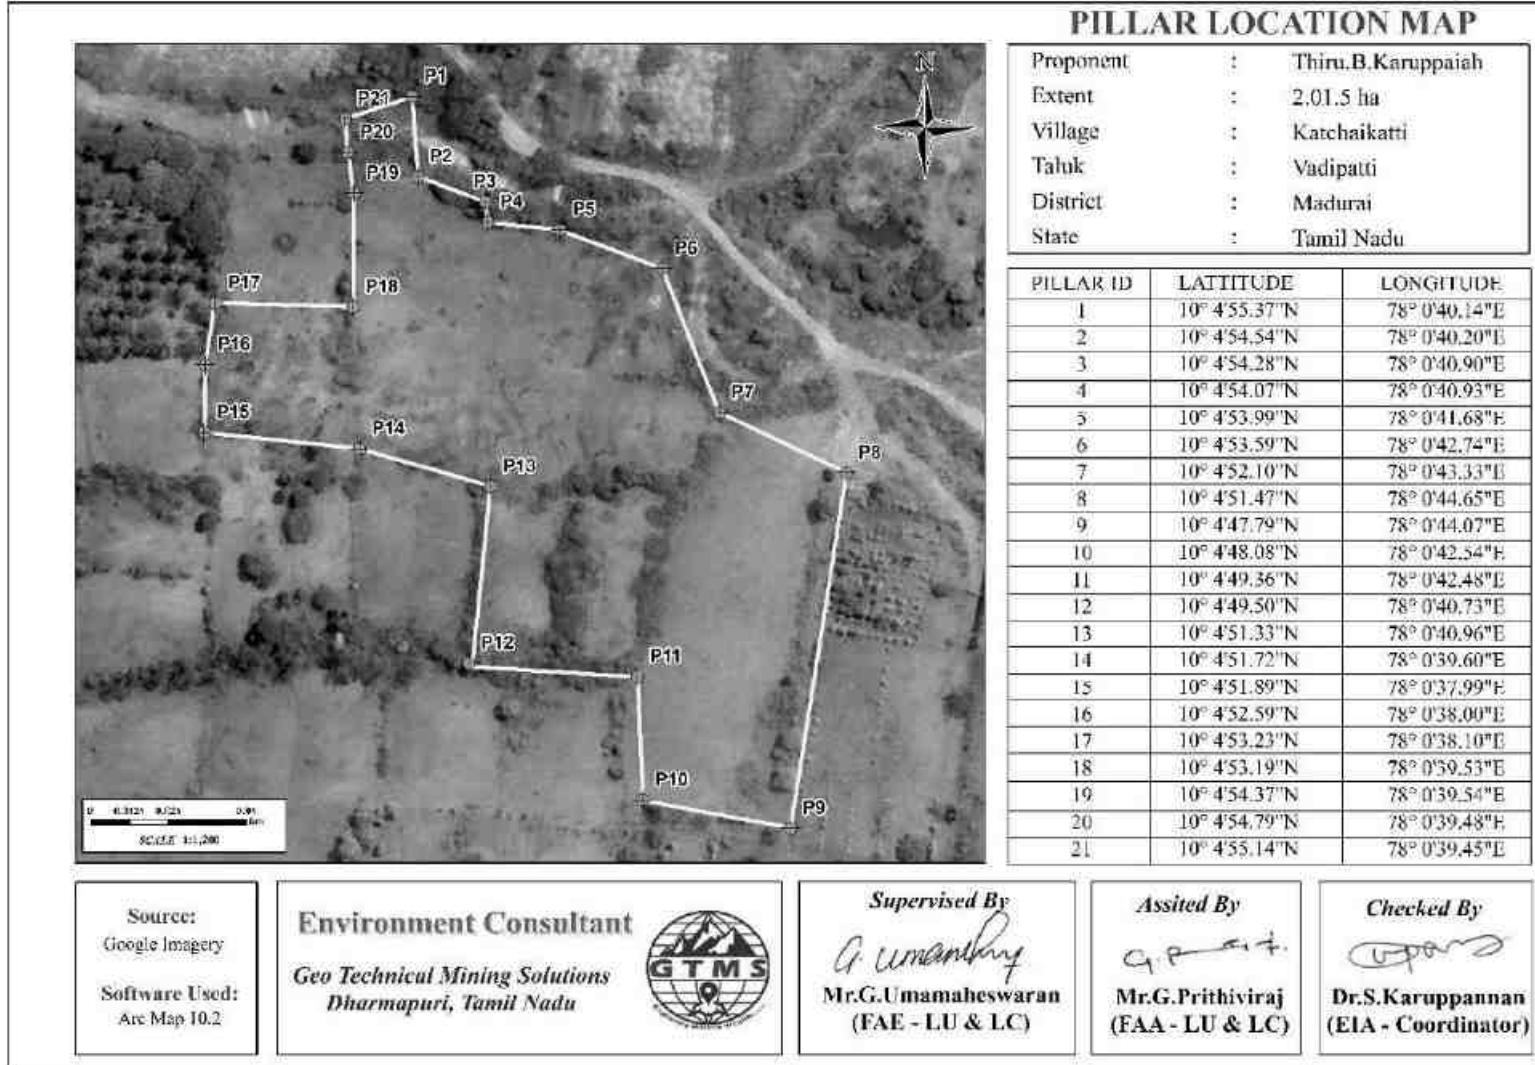 PILLAR LOCATION MAP
Proponent : Thiru.B.Karuppaiah
Extent : 2.01.5 ha
Village : Katchaikatti
Taluk : Vadipatti
District : Madurai
State : Tamil Nadu
PILLAR ID LATTITUDE LONGITUDE
1 10° 4'55.37"N 78° 0'40.14"E
2 10° 4'54.54"N 78° 0'40.20"E
3 10° 4'54.28"N 78° 0'40.90"E
4 10° 4'54.07"N 78° 0'40.93"E
5 10° 4'53.99"N 78° 0'41.68"E
6 10° 4'53.59"N 78° 0'42.74"E
7 10° 4'52.10"N 78° 0'43.33"E
8 10° 4'51.47"N 78° 0'44.65"E
9 10° 4'47.79"N 78° 0'44.07"E
10 10° 4'48.08"N 78° 0'42.54"E
11 10° 4'49.36"N 78° 0'42.48"E
12 10° 4'49.50"N 78° 0'40.73"E
13 10° 4'51.33"N 78° 0'40.96"E
14 10° 4'51.72"N 78° 0'39.60"E
15 10° 4'51.89"N 78° 0'37.99"E
16 10° 4'52.59"N 78° 0'38.00"E
17 10° 4'53.23"N 78° 0'38.10"E
18 10° 4'53.19"N 78° 0'39.53"E
19 10° 4'54.37"N 78° 0'39.54"E
20 10° 4'54.79"N 78° 0'39.48"E
21 10° 4'55.14"N 78° 0'39.45"E
N
P1
P21
P20
P2
P19
P3
P4
P5
P6
P17
P18
P16
P7
P15
P14
P13
P8
P12
P11
P10
P9
SCALE 1:1,200
Source:
Google Imagery
Software Used:
Arc Map 10.2
Environment Consultant
Geo Technical Mining Solutions
Dharmapuri, Tamil Nadu
GTMS
Supervised By
Mr.G.Umamaheswaran
(FAE - LU & LC)
Assited By
Mr.G.Prithiviraj
(FAA - LU & LC)
Checked By
Dr.S.Karuppannan
(EIA - Coordinator)